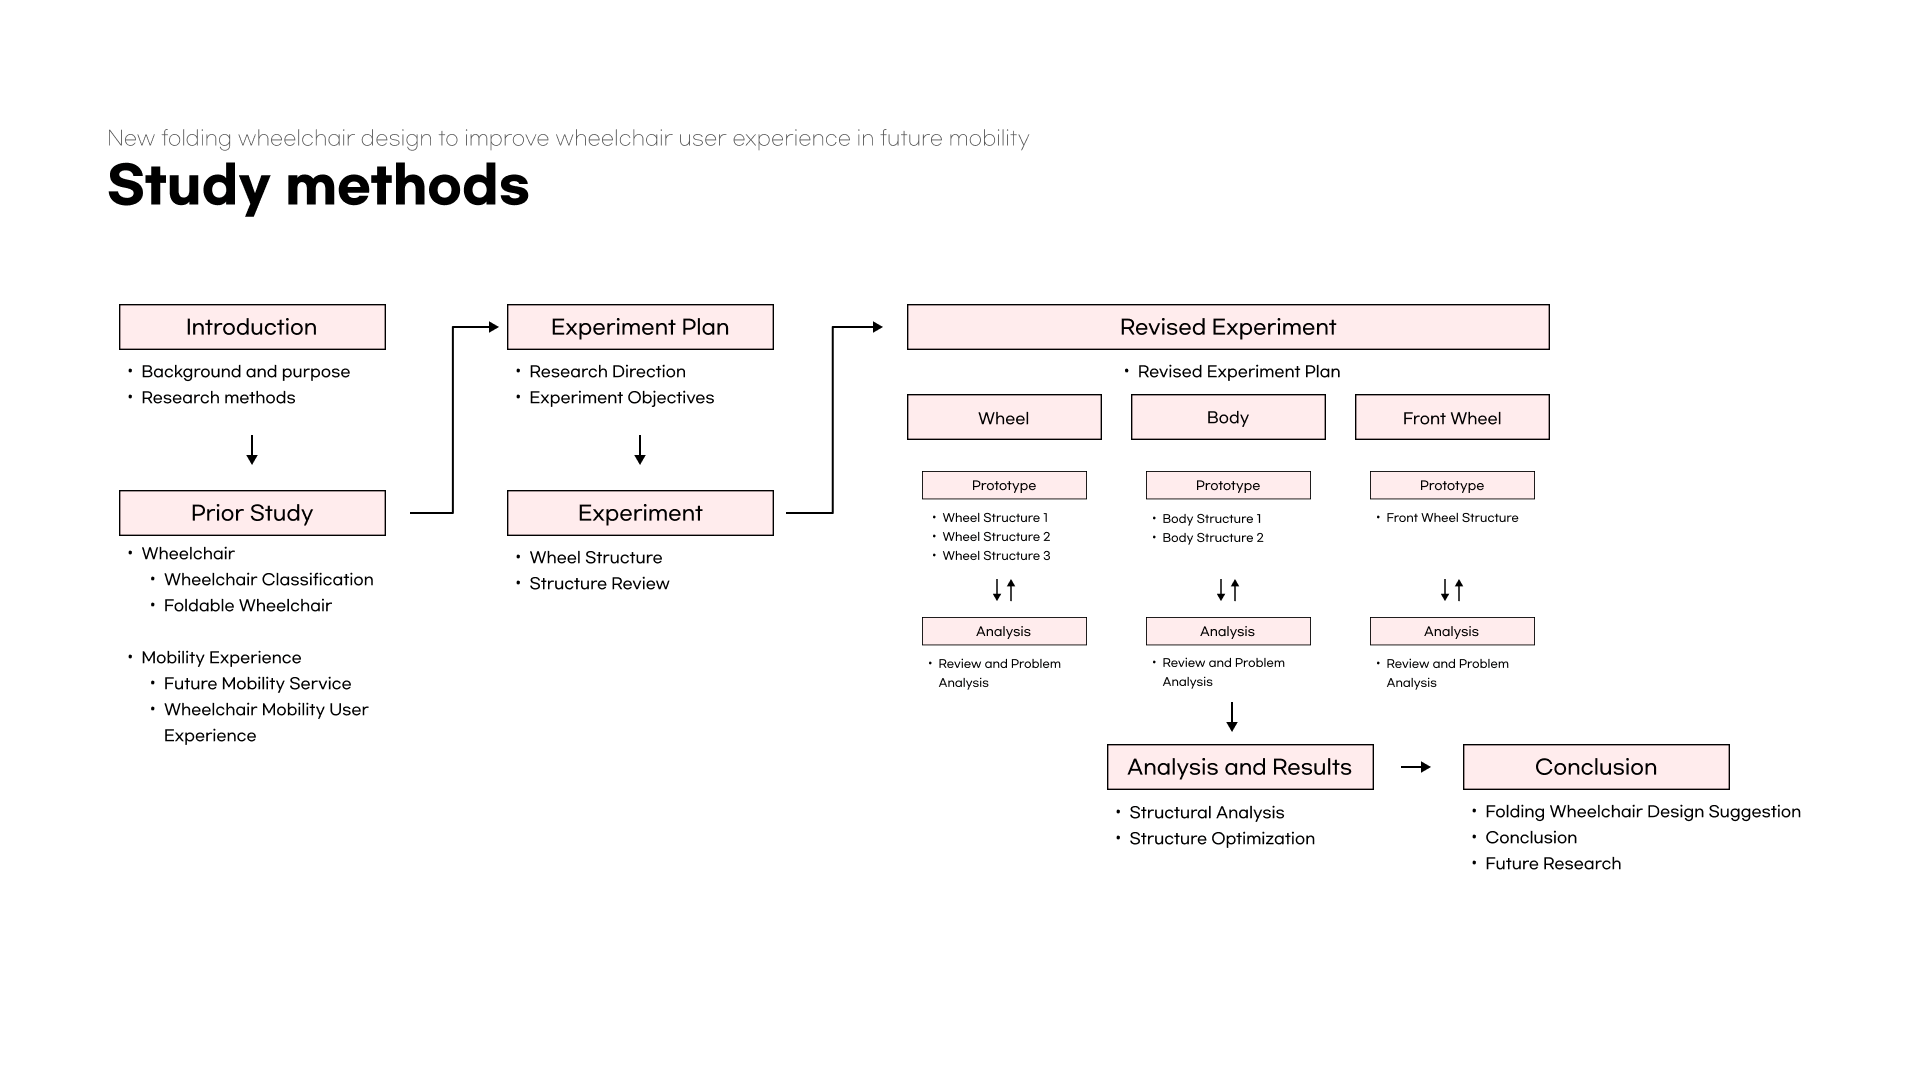 New folding wheelchair design to improve wheelchair user experience in future mobility
Study methods
Introduction
• Background and purpose
• Research methods
Prior Study
• Wheelchair
• Wheelchair Classification
• Foldable Wheelchair
• Mobility Experience
• Future Mobility Service
• Wheelchair Mobility User
Experience
Experiment Plan
• Research Direction
• Experiment Objectives
Experiment
• Wheel Structure
• Structure Review
Revised Experiment
• Revised Experiment Plan
Wheel
Prototype
• Wheel Structure 1
• Wheel Structure 2
• Wheel Structure 3
Analysis
• Review and Problem
Analysis
Body
Prototype
• Body Structure 1
• Body Structure 2
Analysis
• Review and Problem
Analysis
Front Wheel
Prototype
• Front Wheel Structure
Analysis
• Review and Problem
Analysis
Analysis and Results
• Structural Analysis
• Structure Optimization
Conclusion
• Folding Wheelchair Design Suggestion
• Conclusion
• Future Research